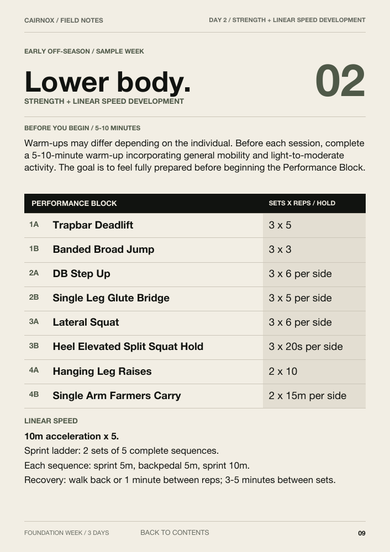 CAIRNOX / FIELD NOTES
DAY 2 / STRENGTH + LINEAR SPEED DEVELOPMENT
EARLY OFF-SEASON / SAMPLE WEEK
Lower body.
02
STRENGTH + LINEAR SPEED DEVELOPMENT
BEFORE YOU BEGIN / 5-10 MINUTES
Warm-ups may differ depending on the individual. Before each session, complete
a 5-10-minute warm-up incorporating general mobility and light-to-moderate
activity. The goal is to feel fully prepared before beginning the Performance Block.
PERFORMANCE BLOCK SETS X REPS / HOLD
1A Trapbar Deadlift 3 x 5
1B Banded Broad Jump 3 x 3
2A DB Step Up 3 x 6 per side
2B Single Leg Glute Bridge 3 x 5 per side
3A Lateral Squat 3 x 6 per side
3B Heel Elevated Split Squat Hold 3 x 20s per side
4A Hanging Leg Raises 2 x 10
4B Single Arm Farmers Carry 2 x 15m per side
LINEAR SPEED
10m acceleration x 5.
Sprint ladder: 2 sets of 5 complete sequences.
Each sequence: sprint 5m, backpedal 5m, sprint 10m.
Recovery: walk back or 1 minute between reps; 3-5 minutes between sets.
FOUNDATION WEEK / 3 DAYS BACK TO CONTENTS 09